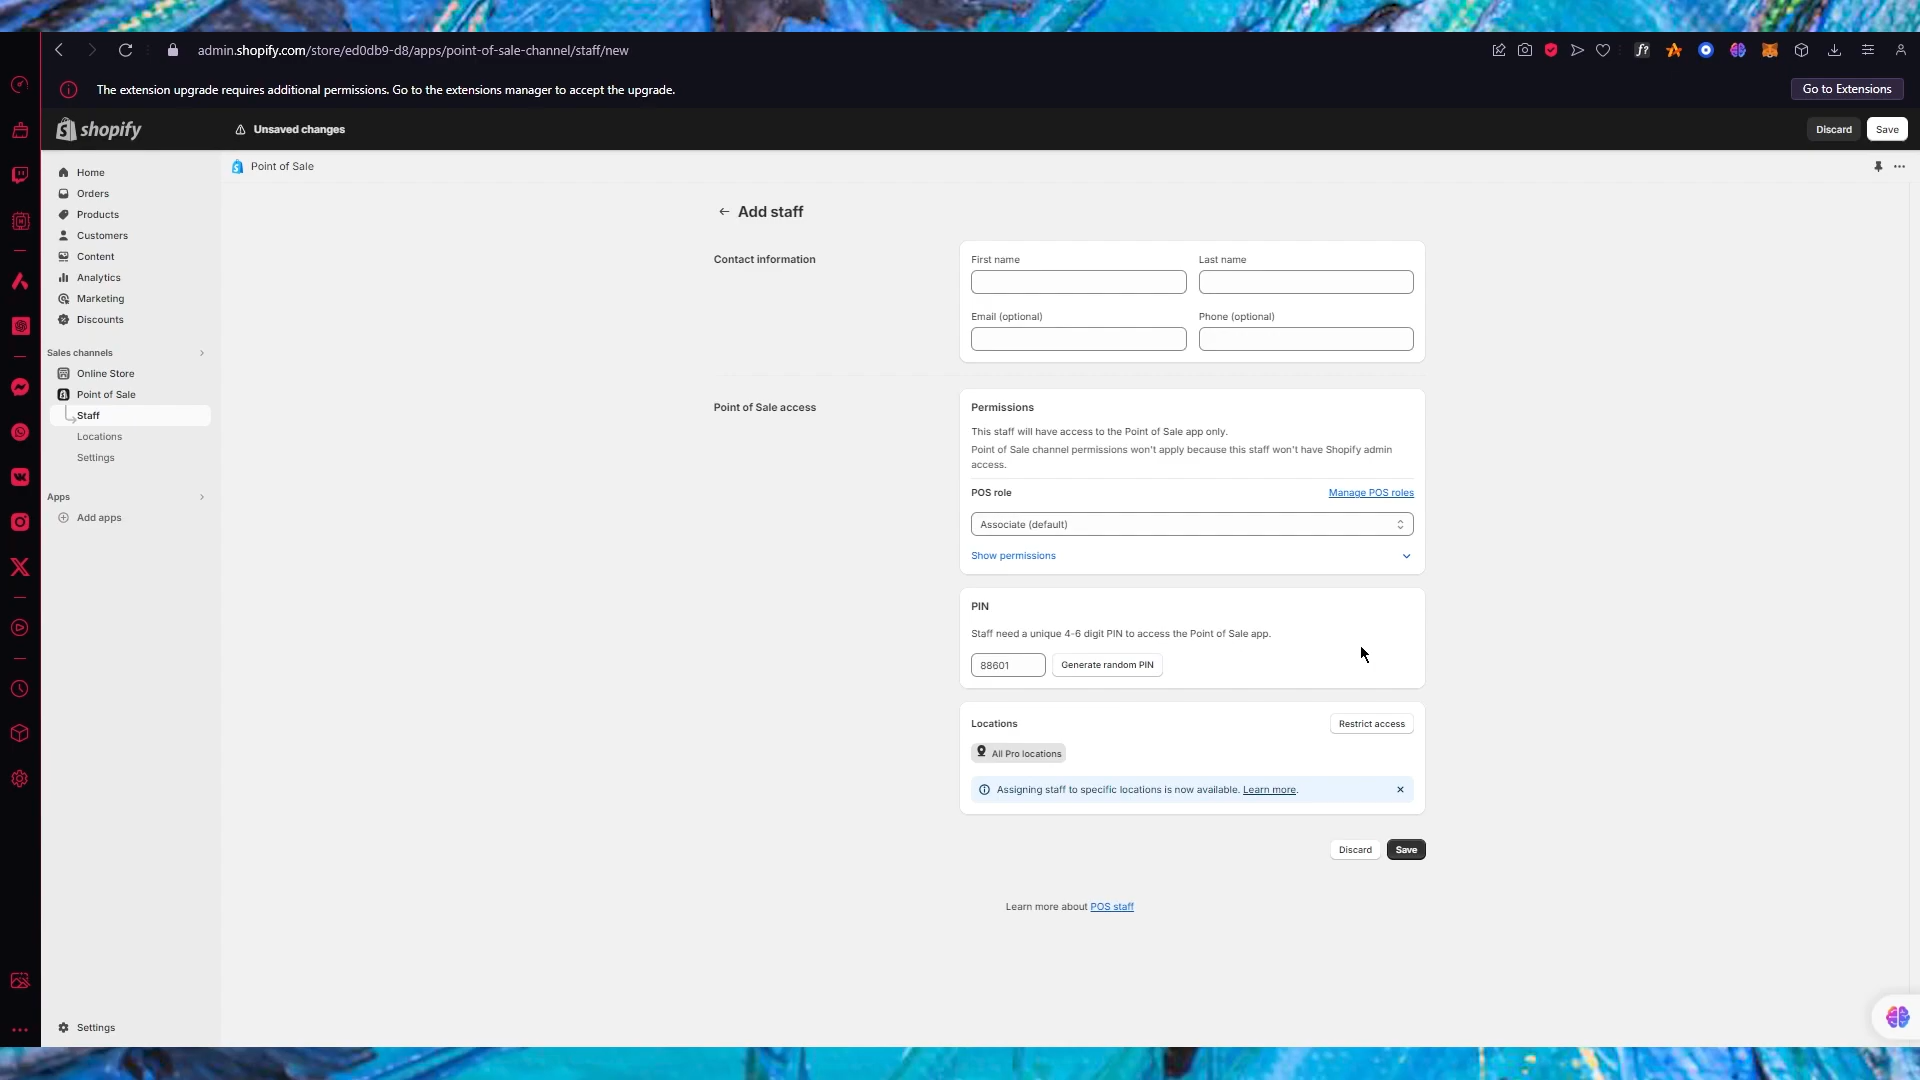 admin.shopify.com/store/ed0db9-d8/apps/point-of-sale-channel/staff/new
The extension upgrade requires additional permissions. Go to the extensions manager to accept the upgrade.
Go to Extensions
shopify
Unsaved changes
Discard
Save
Home
Orders
Products
Customers
Content
Analytics
Marketing
Discounts
Sales channels
Online Store
Point of Sale
Staff
Locations
Settings
Apps
Add apps
Settings
Point of Sale
Add staff
Contact information
First name
Last name
Email (optional)
Phone (optional)
Point of Sale access
Permissions
This staff will have access to the Point of Sale app only.
Point of Sale channel permissions won't apply because this staff won't have Shopify admin
access.
POS role
Manage POS roles
Associate (default)
Show permissions
PIN
Staff need a unique 4-6 digit PIN to access the Point of Sale app.
88601
Generate random PIN
Locations
Restrict access
All Pro locations
Assigning staff to specific locations is now available. Learn more.
Discard
Save
Learn more about POS staff